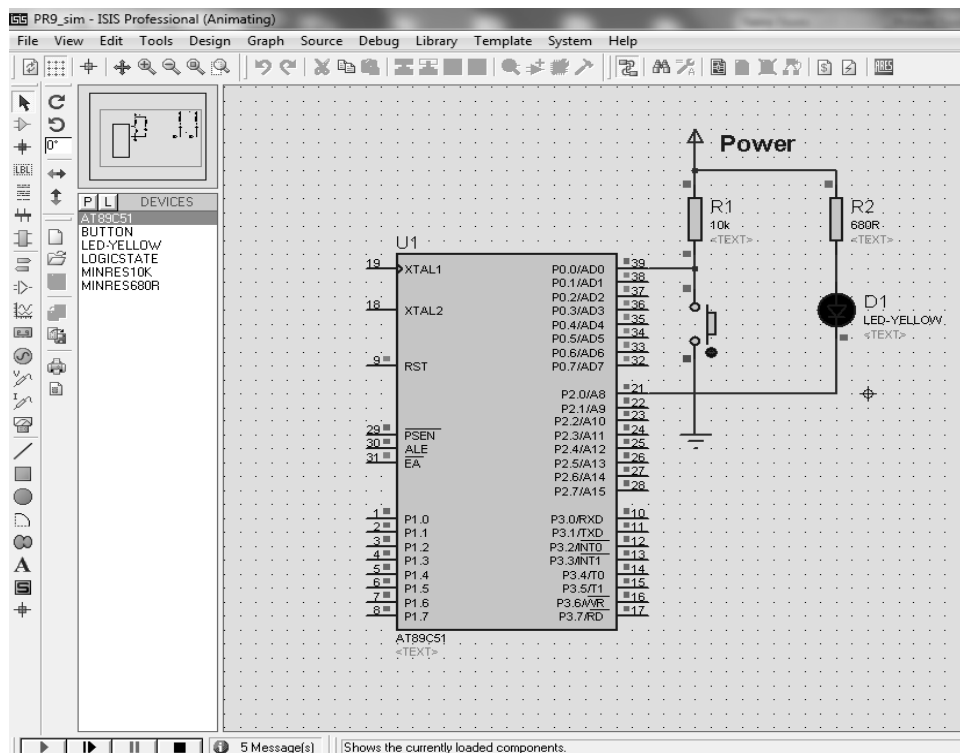 ISIS PR9_sim - ISIS Professional (Animating)
File View Edit Tools Design Graph Source Debug Library Template System Help
LBL
0°
P L DEVICES
AT89C51
BUTTON
LED-YELLOW
LOGICSTATE
MINRES10K
MINRES680R
A
S
ARES
Power
R1
10k
<TEXT>
R2
680R
<TEXT>
D1
LED-YELLOW
<TEXT>
U1
19 XTAL1
18 XTAL2
9 RST
29 PSEN
30 ALE
31 EA
1 P1.0
2 P1.1
3 P1.2
4 P1.3
5 P1.4
6 P1.5
7 P1.6
8 P1.7
P0.0/AD0 39
P0.1/AD1 38
P0.2/AD2 37
P0.3/AD3 36
P0.4/AD4 35
P0.5/AD5 34
P0.6/AD6 33
P0.7/AD7 32
P2.0/A8 21
P2.1/A9 22
P2.2/A10 23
P2.3/A11 24
P2.4/A12 25
P2.5/A13 26
P2.6/A14 27
P2.7/A15 28
P3.0/RXD 10
P3.1/TXD 11
P3.2/INT0 12
P3.3/INT1 13
P3.4/T0 14
P3.5/T1 15
P3.6/WR 16
P3.7/RD 17
AT89C51
<TEXT>
5 Message(s) Shows the currently loaded components.